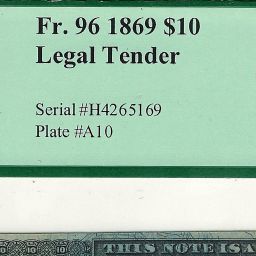 Fr. 96 1869 $10
Legal Tender
Serial #H4265169
Plate #A10
THIS NOTE IS A